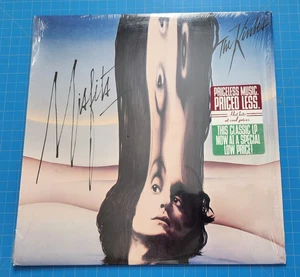 The Kinks
Misfits
PRICELESS MUSIC.
PRICED LESS.
THIS CLASSIC LP
NOW AT A SPECIAL
LOW PRICE!